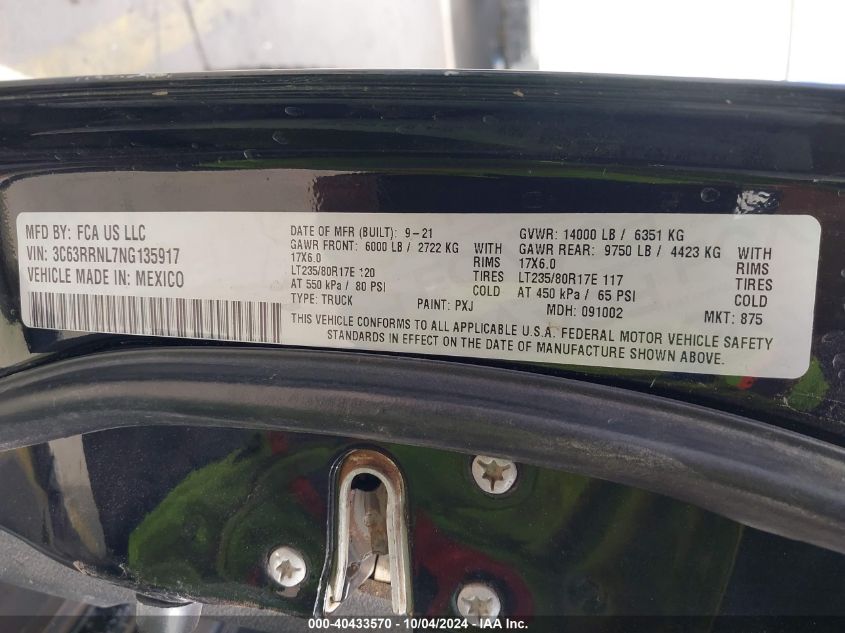 MFD BY: FCA US LLC
VIN: 3C63RRNL7NG135917
VEHICLE MADE IN: MEXICO
DATE OF MFR (BUILT): 9-21
GAWR FRONT: 6000 LB / 2722 KG WITH
17X6.0 RIMS
LT235/80R17E 120 TIRES
AT 550 kPa / 80 PSI COLD
TYPE: TRUCK PAINT: PXJ
GVWR: 14000 LB / 6351 KG
GAWR REAR: 9750 LB / 4423 KG WITH
17X6.0 RIMS
LT235/80R17E 117 TIRES
AT 450 kPa / 65 PSI COLD
MDH: 091002 MKT: 875
THIS VEHICLE CONFORMS TO ALL APPLICABLE U.S.A. FEDERAL MOTOR VEHICLE SAFETY
STANDARDS IN EFFECT ON THE DATE OF MANUFACTURE SHOWN ABOVE.
000-40433570 - 10/04/2024 - IAA Inc.